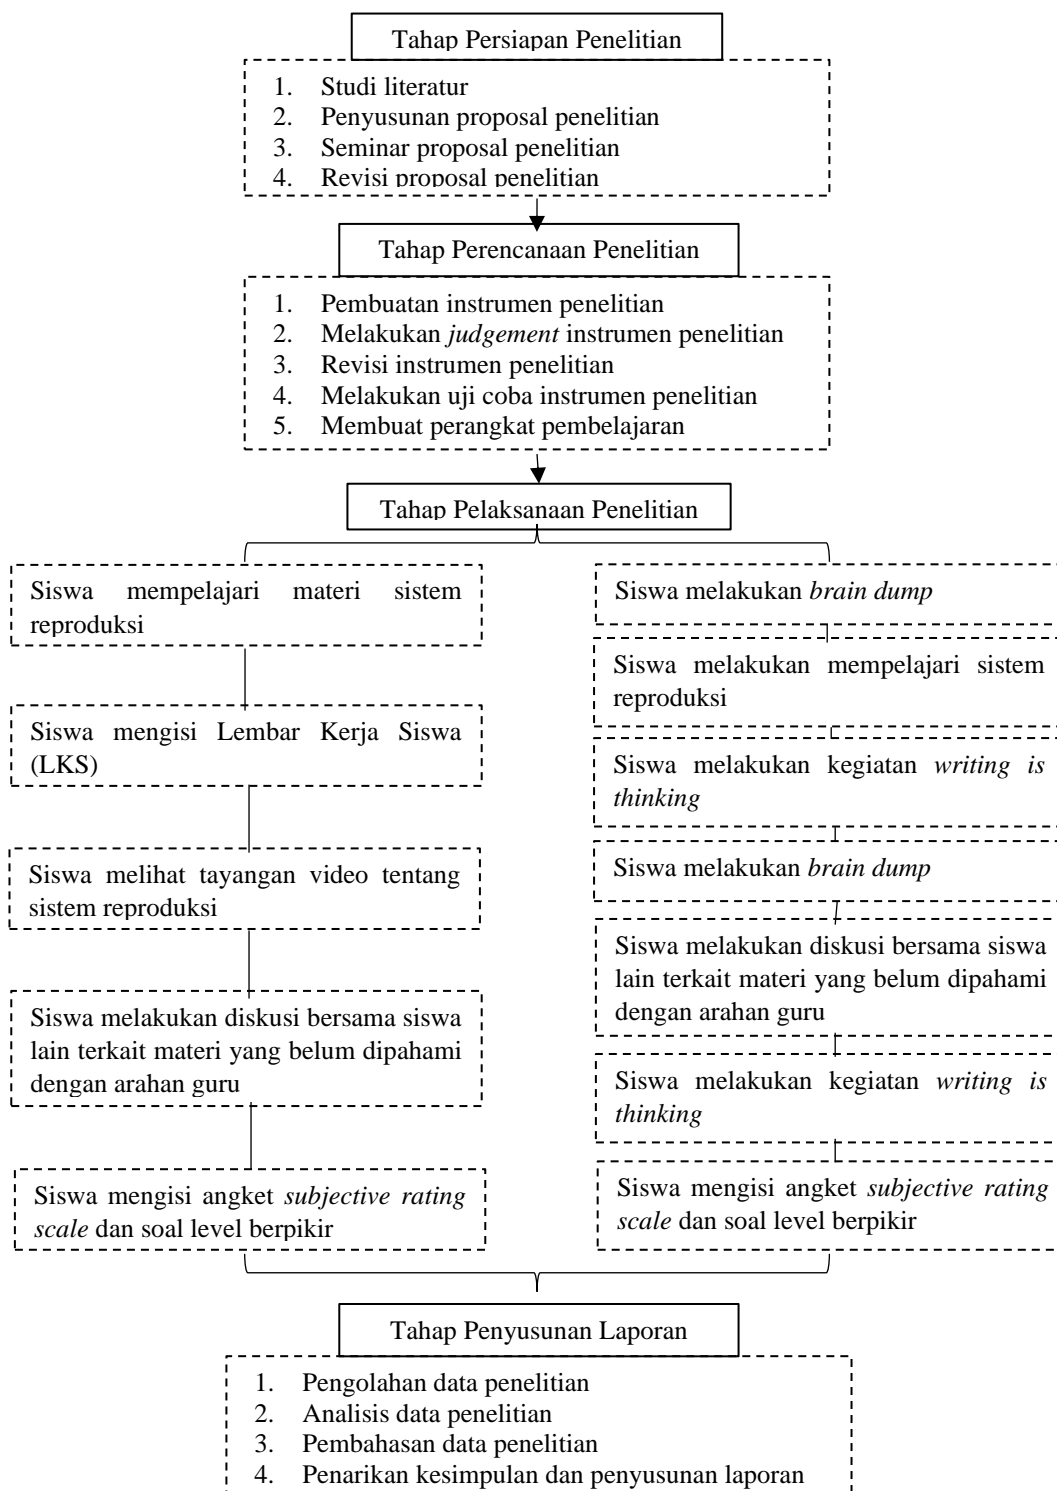 Tahap Persiapan Penelitian
1. Studi literatur
2. Penyusunan proposal penelitian
3. Seminar proposal penelitian
4. Revisi proposal penelitian
Tahap Perencanaan Penelitian
1. Pembuatan instrumen penelitian
2. Melakukan judgement instrumen penelitian
3. Revisi instrumen penelitian
4. Melakukan uji coba instrumen penelitian
5. Membuat perangkat pembelajaran
Tahap Pelaksanaan Penelitian
Siswa mempelajari materi sistem
reproduksi
Siswa mengisi Lembar Kerja Siswa
(LKS)
Siswa melihat tayangan video tentang
sistem reproduksi
Siswa melakukan diskusi bersama siswa
lain terkait materi yang belum dipahami
dengan arahan guru
Siswa mengisi angket subjective rating
scale dan soal level berpikir
Siswa melakukan brain dump
Siswa melakukan mempelajari sistem
reproduksi
Siswa melakukan kegiatan writing is
thinking
Siswa melakukan brain dump
Siswa melakukan diskusi bersama siswa
lain terkait materi yang belum dipahami
dengan arahan guru
Siswa melakukan kegiatan writing is
thinking
Siswa mengisi angket subjective rating
scale dan soal level berpikir
Tahap Penyusunan Laporan
1. Pengolahan data penelitian
2. Analisis data penelitian
3. Pembahasan data penelitian
4. Penarikan kesimpulan dan penyusunan laporan